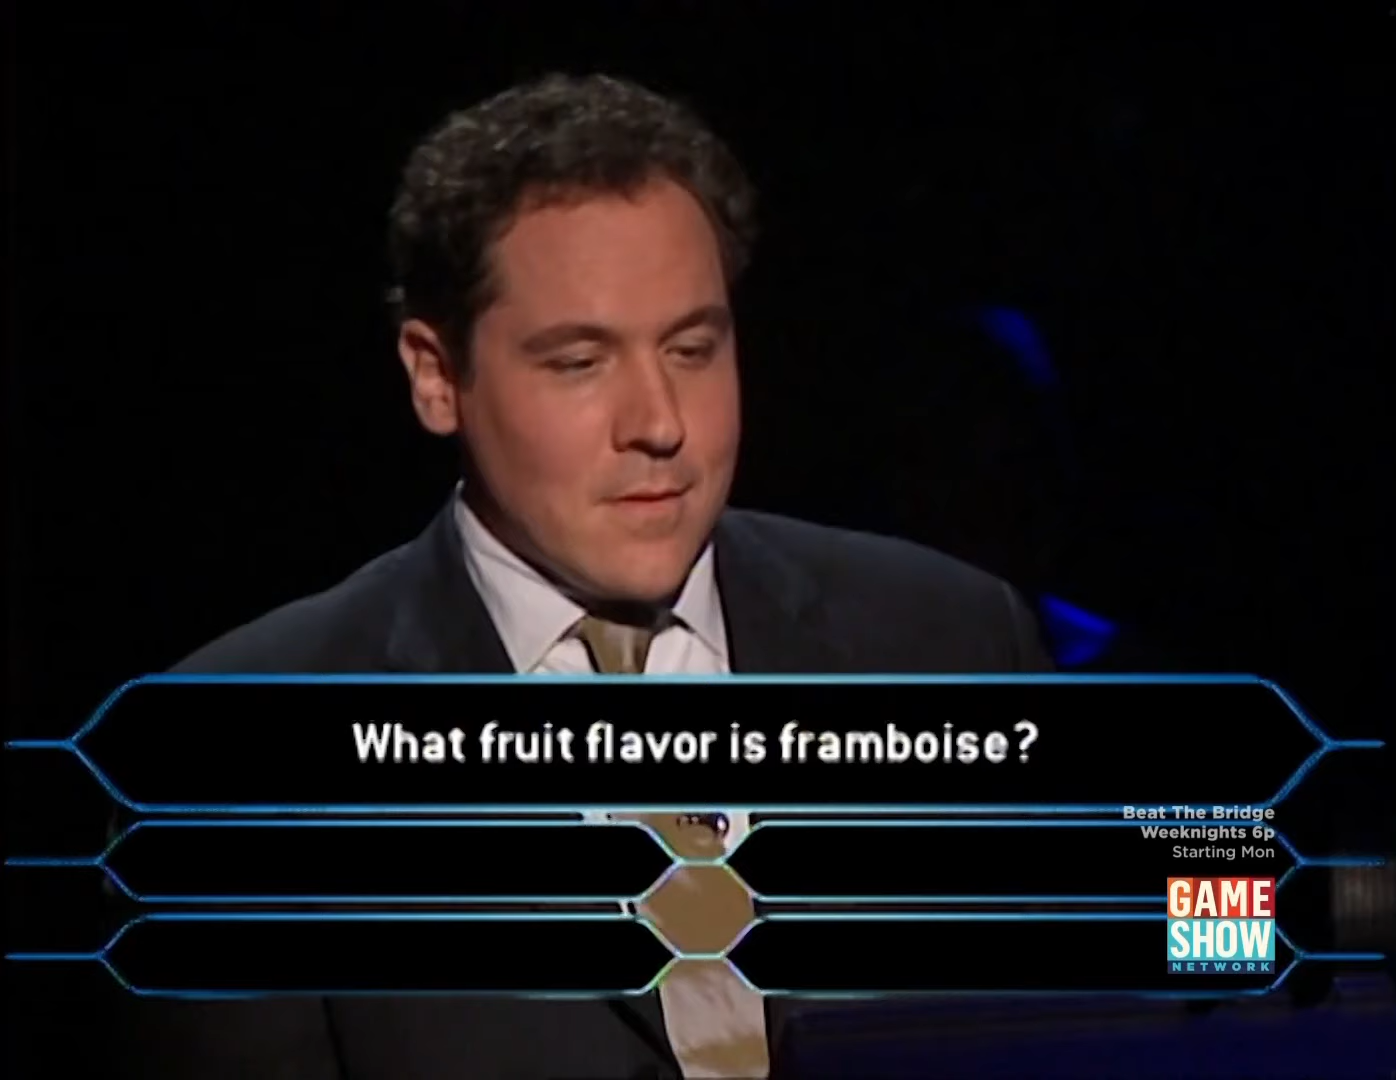 What fruit flavor is framboise?
Beat The Bridge
Weeknights 6p
Starting Mon
GAME
SHOW
NETWORK